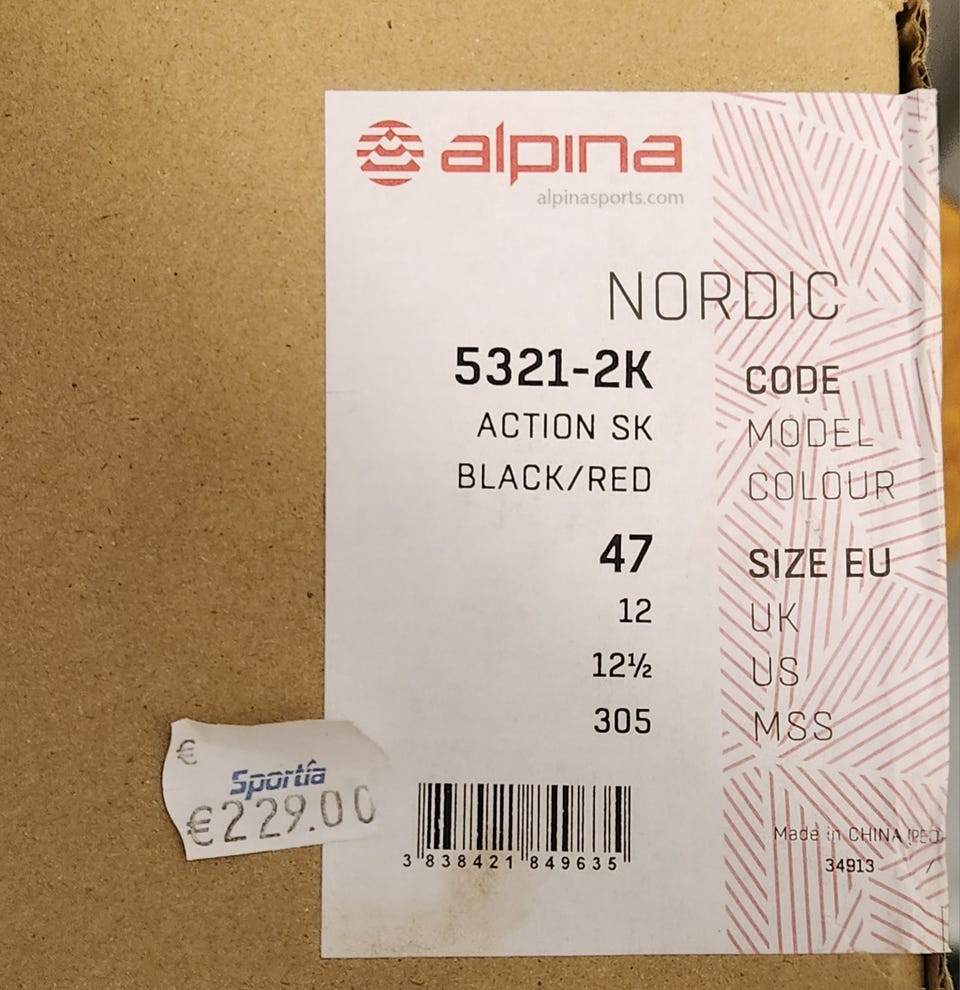 alpina
alpinasports.com
NORDIC
5321-2K CODE
ACTION SK MODEL
BLACK/RED COLOUR
47 SIZE EU
12 UK
12½ US
305 MSS
€
Sportia
€229.00
3 838421 849635
Made in CHINA
34913 /